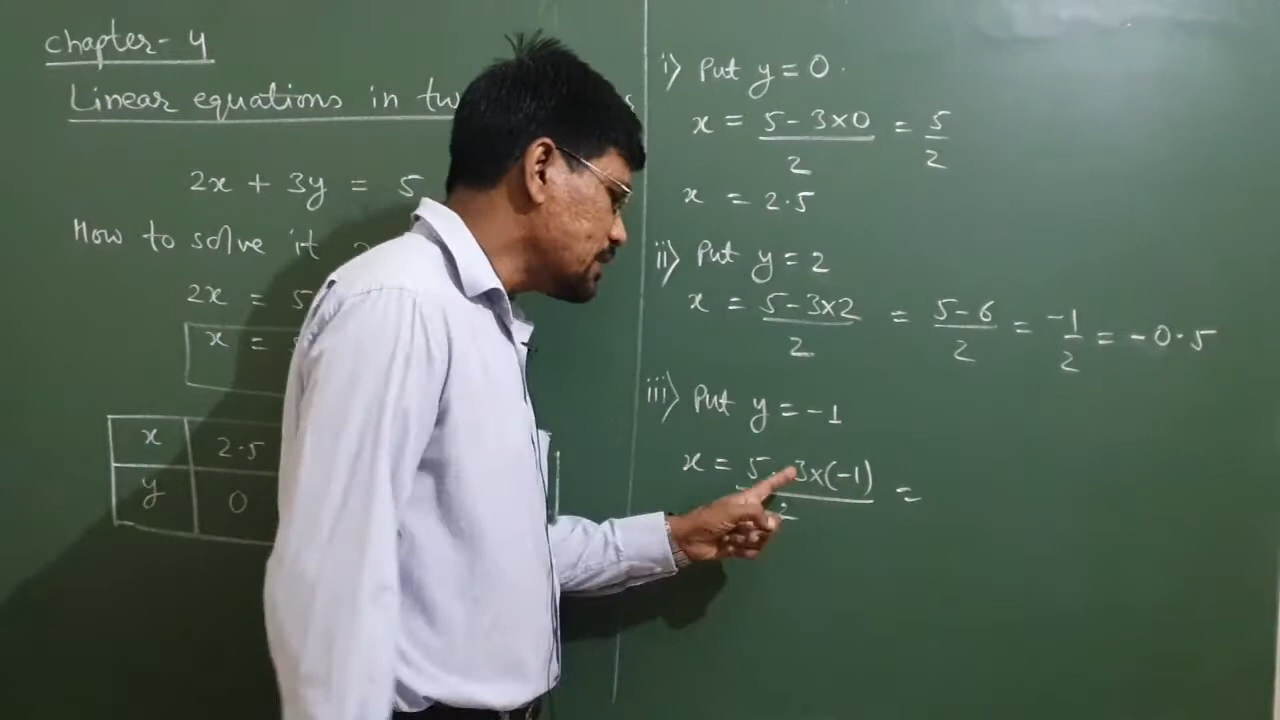 chapter-4
Linear equations in
2x + 3y = 5
How to solve it
2x = 5
x =
x 2.5
y 0
i) Put y = 0
x = 5-3×0/2 = 5/2
x = 2.5
ii) Put y = 2
x = 5-3×2/2 = 5-6/2 = -1/2 = -0.5
iii) Put y = -1
x = 5-3×(-1)/2 =